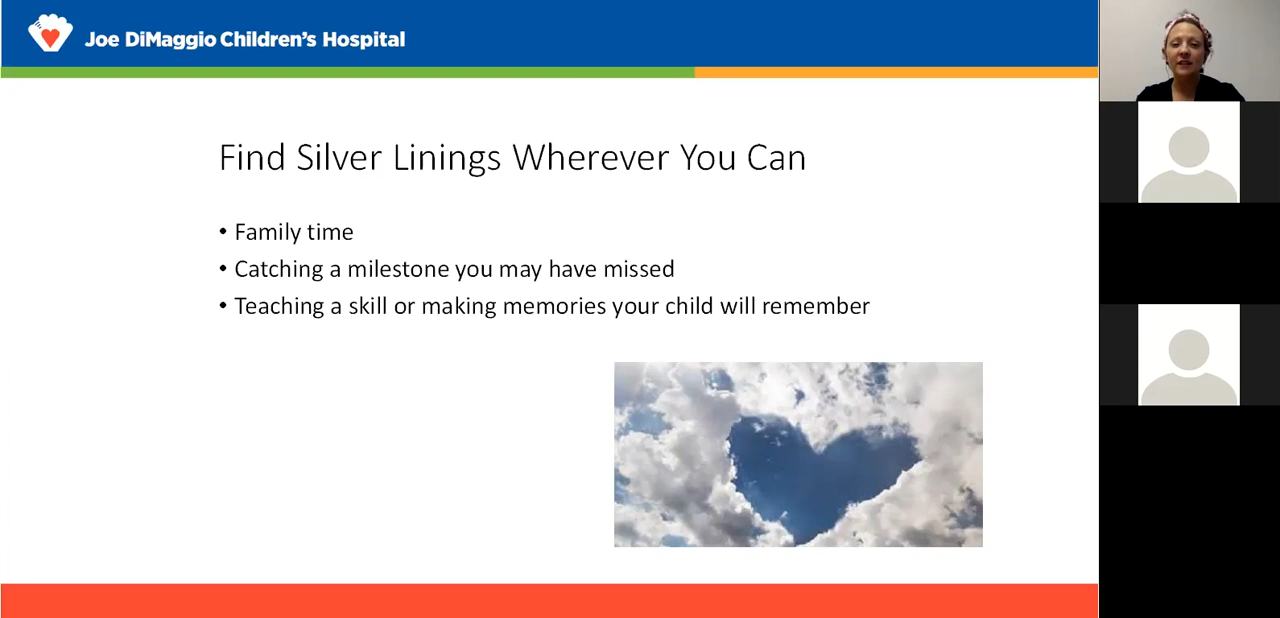 Joe DiMaggio Children's Hospital
Find Silver Linings Wherever You Can
• Family time
• Catching a milestone you may have missed
• Teaching a skill or making memories your child will remember